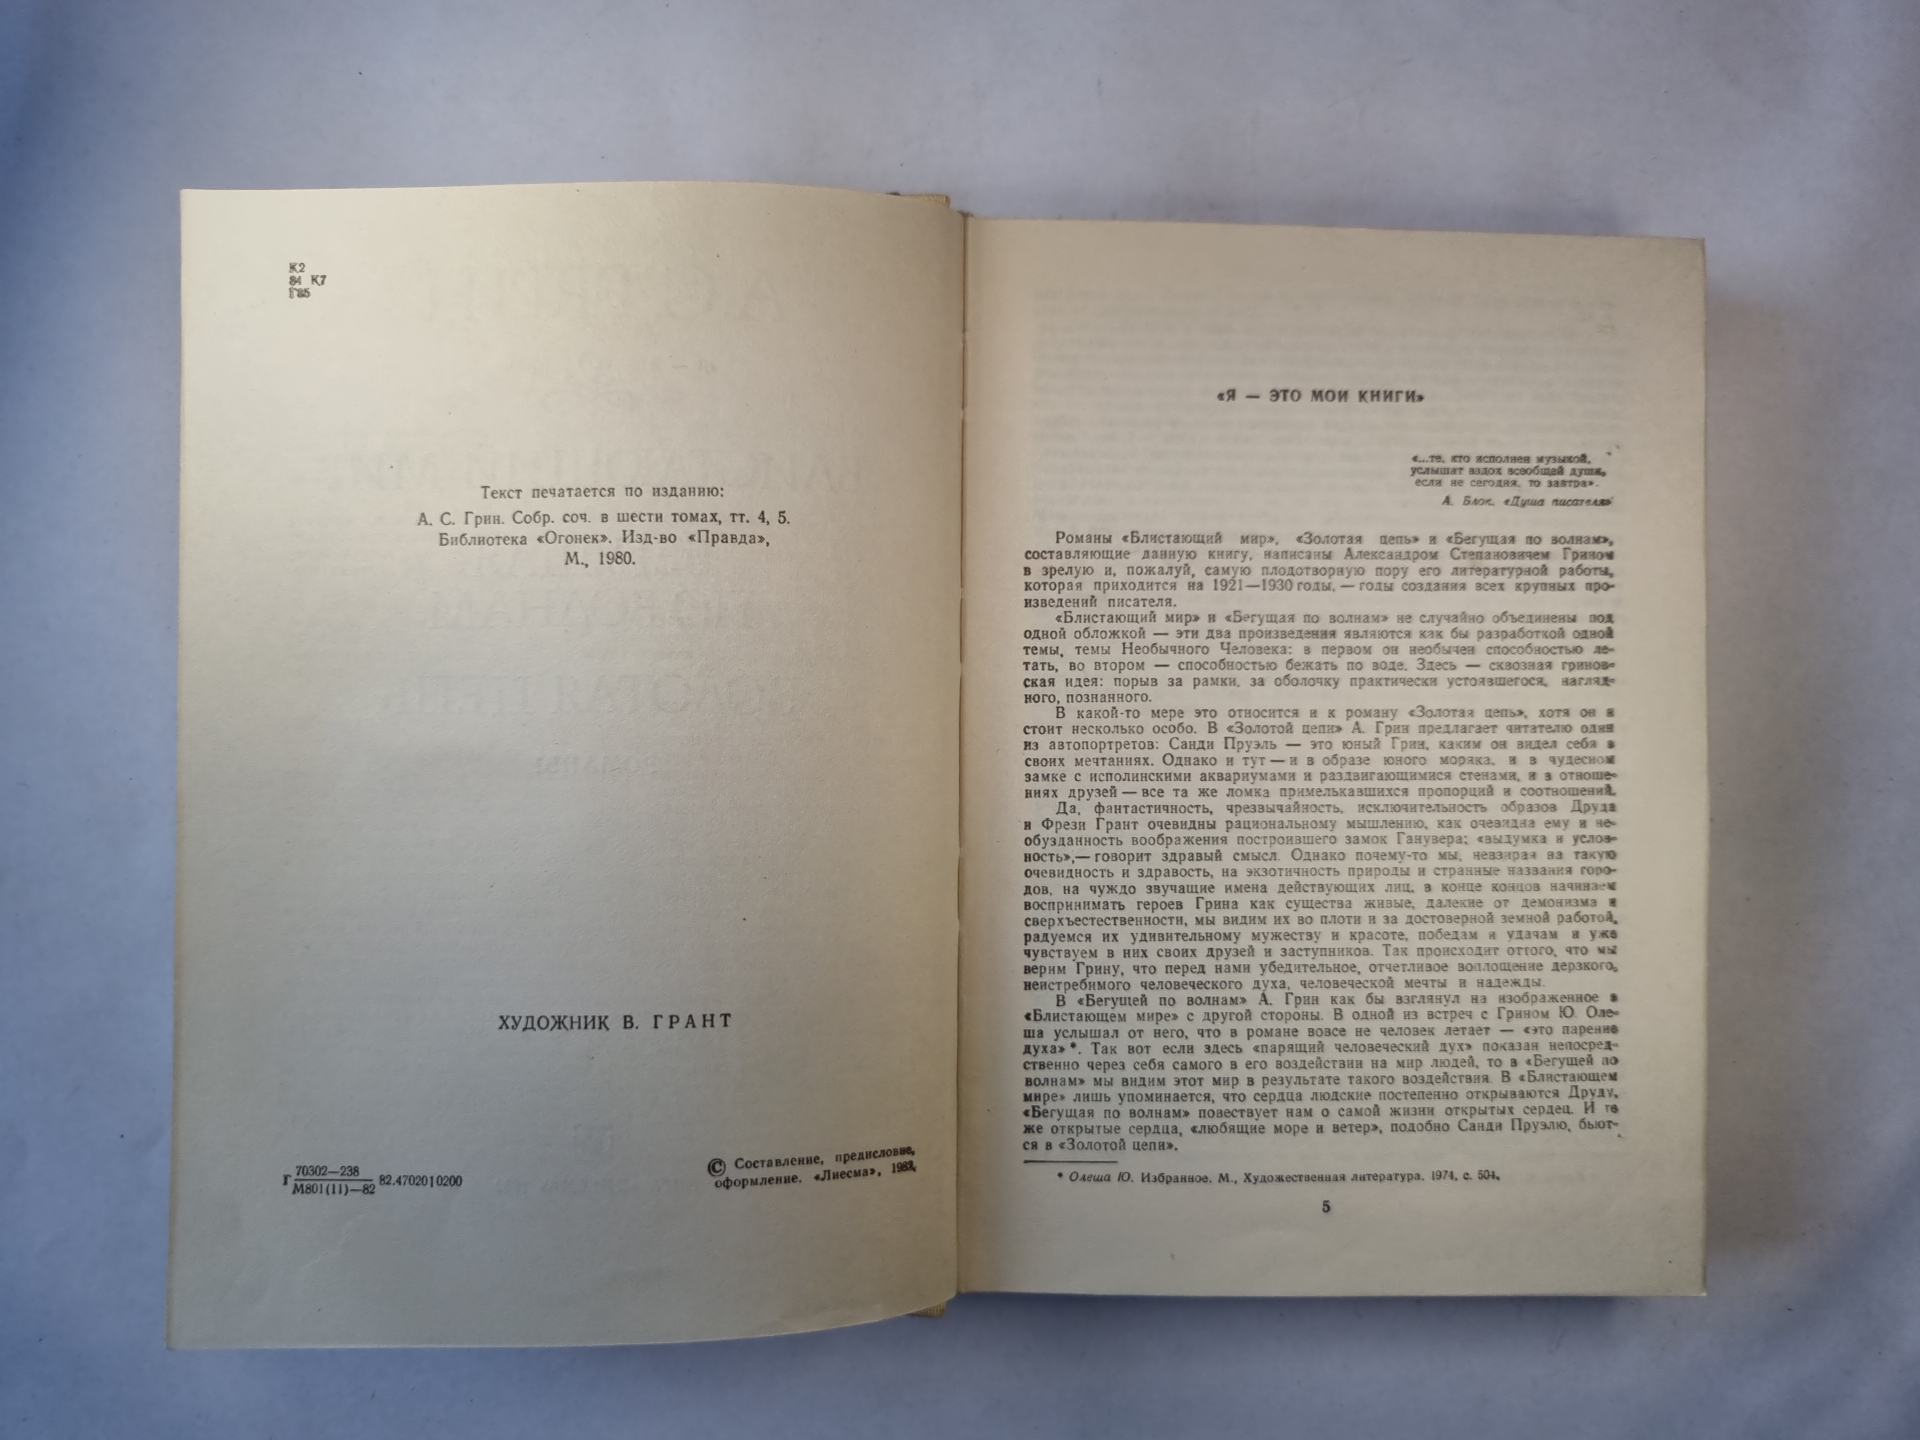 К2
84 К7
Г85
Текст печатается по изданию:
А. С. Грин. Собр. соч. в шести томах, тт. 4, 5.
Библиотека «Огонек». Изд-во «Правда»,
М., 1980.
ХУДОЖНИК В. ГРАНТ
Г 70302—238
М801(11)—82 82.4702010200
© Составление, предисловие,
оформление. «Лиесма», 1982.
«Я — ЭТО МОИ КНИГИ»
«...те, кто исполнен музыкой,
услышат вздох всеобщей души,
если не сегодня, то завтра».
А. Блок. «Душа писателя»
Романы «Блистающий мир», «Золотая цепь» и «Бегущая по волнам»,
составляющие данную книгу, написаны Александром Степановичем Грином
в зрелую и, пожалуй, самую плодотворную пору его литературной работы,
которая приходится на 1921—1930 годы, — годы создания всех крупных про-
изведений писателя.
«Блистающий мир» и «Бегущая по волнам» не случайно объединены под
одной обложкой — эти два произведения являются как бы разработкой одной
темы, темы Необычного Человека: в первом он необычен способностью ле-
тать, во втором — способностью бежать по воде. Здесь — сквозная гринов-
ская идея: порыв за рамки, за оболочку практически устоявшегося, нагляд-
ного, познанного.
В какой-то мере это относится и к роману «Золотая цепь», хотя он и
стоит несколько особо. В «Золотой цепи» А. Грин предлагает читателю один
из автопортретов: Санди Пруэль — это юный Грин, каким он видел себя в
своих мечтаниях. Однако и тут — и в образе юного моряка, и в чудесном
замке с исполинскими аквариумами и раздвигающимися стенами, и в отноше-
ниях друзей — все та же ломка примелькавшихся пропорций и соотношений.
Да, фантастичность, чрезвычайность, исключительность образов Друда
и Фрези Грант очевидны рациональному мышлению, как очевидна ему и не-
обузданность воображения построившего замок Ганувера; «выдумка и услов-
ность», — говорит здравый смысл. Однако почему-то мы, невзирая на такую
очевидность и здравость, на экзотичность природы и странные названия горо-
дов, на чуждо звучащие имена действующих лиц, в конце концов начинаем
воспринимать героев Грина как существа живые, далекие от демонизма и
сверхъестественности, мы видим их во плоти и за достоверной земной работой,
радуемся их удивительному мужеству и красоте, победам и удачам и уже
чувствуем в них своих друзей и заступников. Так происходит оттого, что мы
верим Грину, что перед нами убедительное, отчетливое воплощение дерзкого,
неистребимого человеческого духа, человеческой мечты и надежды.
В «Бегущей по волнам» А. Грин как бы взглянул на изображенное в
«Блистающем мире» с другой стороны. В одной из встреч с Грином Ю. Оле-
ша услышал от него, что в романе вовсе не человек летает — «это парение
духа»*. Так вот если здесь «парящий человеческий дух» показан непосред-
ственно через себя самого в его воздействии на мир людей, то в «Бегущей по
волнам» мы видим этот мир в результате такого воздействия. В «Блистающем
мире» лишь упоминается, что сердца людские постепенно открываются Друду,
«Бегущая по волнам» повествует нам о самой жизни открытых сердец. И те
же открытые сердца, «любящие море и ветер», подобно Санди Пруэлю, бьют-
ся в «Золотой цепи».
* Олеша Ю. Избранное. М., Художественная литература, 1974, с. 504.
5